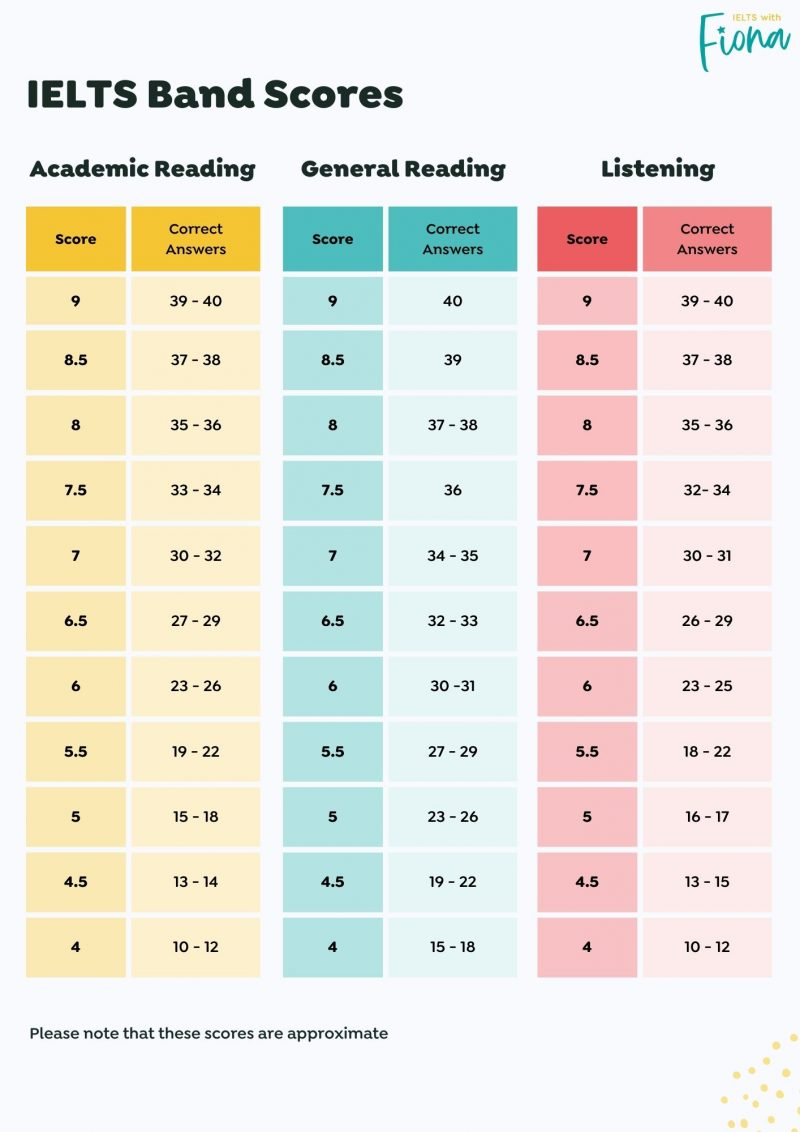 IELTS with
Fiona
IELTS Band Scores
Academic Reading General Reading Listening
Score Correct Answers Score Correct Answers Score Correct Answers
9 39 - 40 9 40 9 39 - 40
8.5 37 - 38 8.5 39 8.5 37 - 38
8 35 - 36 8 37 - 38 8 35 - 36
7.5 33 - 34 7.5 36 7.5 32- 34
7 30 - 32 7 34 - 35 7 30 - 31
6.5 27 - 29 6.5 32 - 33 6.5 26 - 29
6 23 - 26 6 30 -31 6 23 - 25
5.5 19 - 22 5.5 27 - 29 5.5 18 - 22
5 15 - 18 5 23 - 26 5 16 - 17
4.5 13 - 14 4.5 19 - 22 4.5 13 - 15
4 10 - 12 4 15 - 18 4 10 - 12
Please note that these scores are approximate